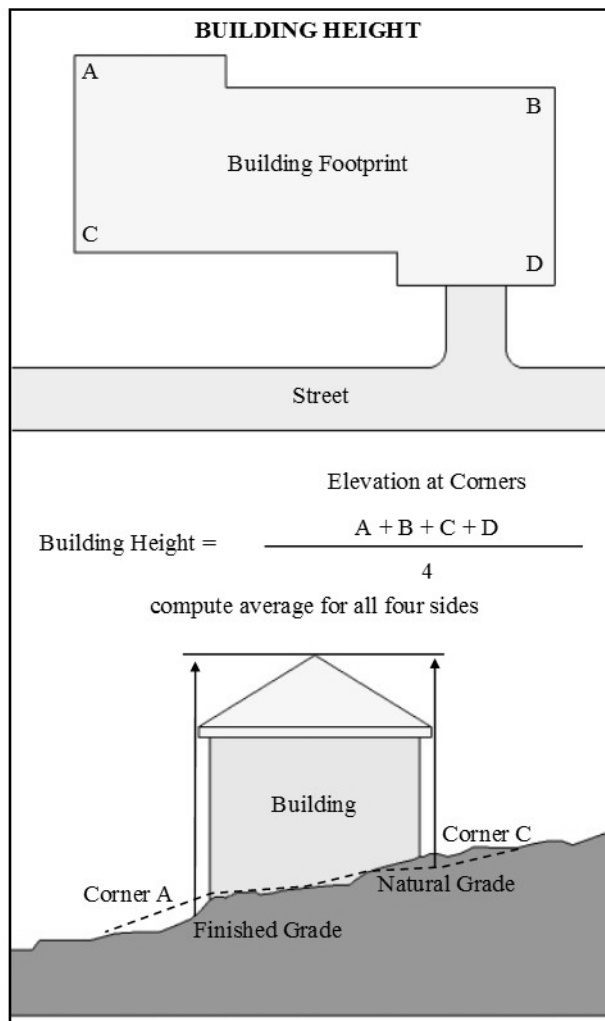 BUILDING HEIGHT
A
B
Building Footprint
C
D
Street
Elevation at Corners
A + B + C + D
Building Height =
4
compute average for all four sides
Building
Corner C
Corner A
Natural Grade
Finished Grade